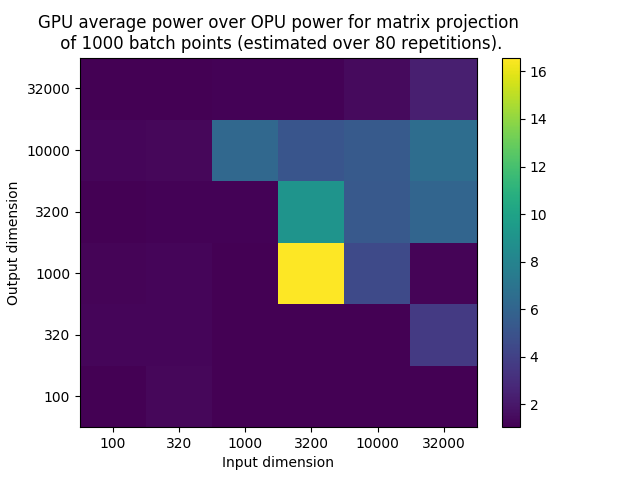 GPU average power over OPU power for matrix projection
of 1000 batch points (estimated over 80 repetitions).
32000
10000
3200
1000
320
100
Output dimension
100 320 1000 3200 10000 32000
Input dimension
16
14
12
10
8
6
4
2